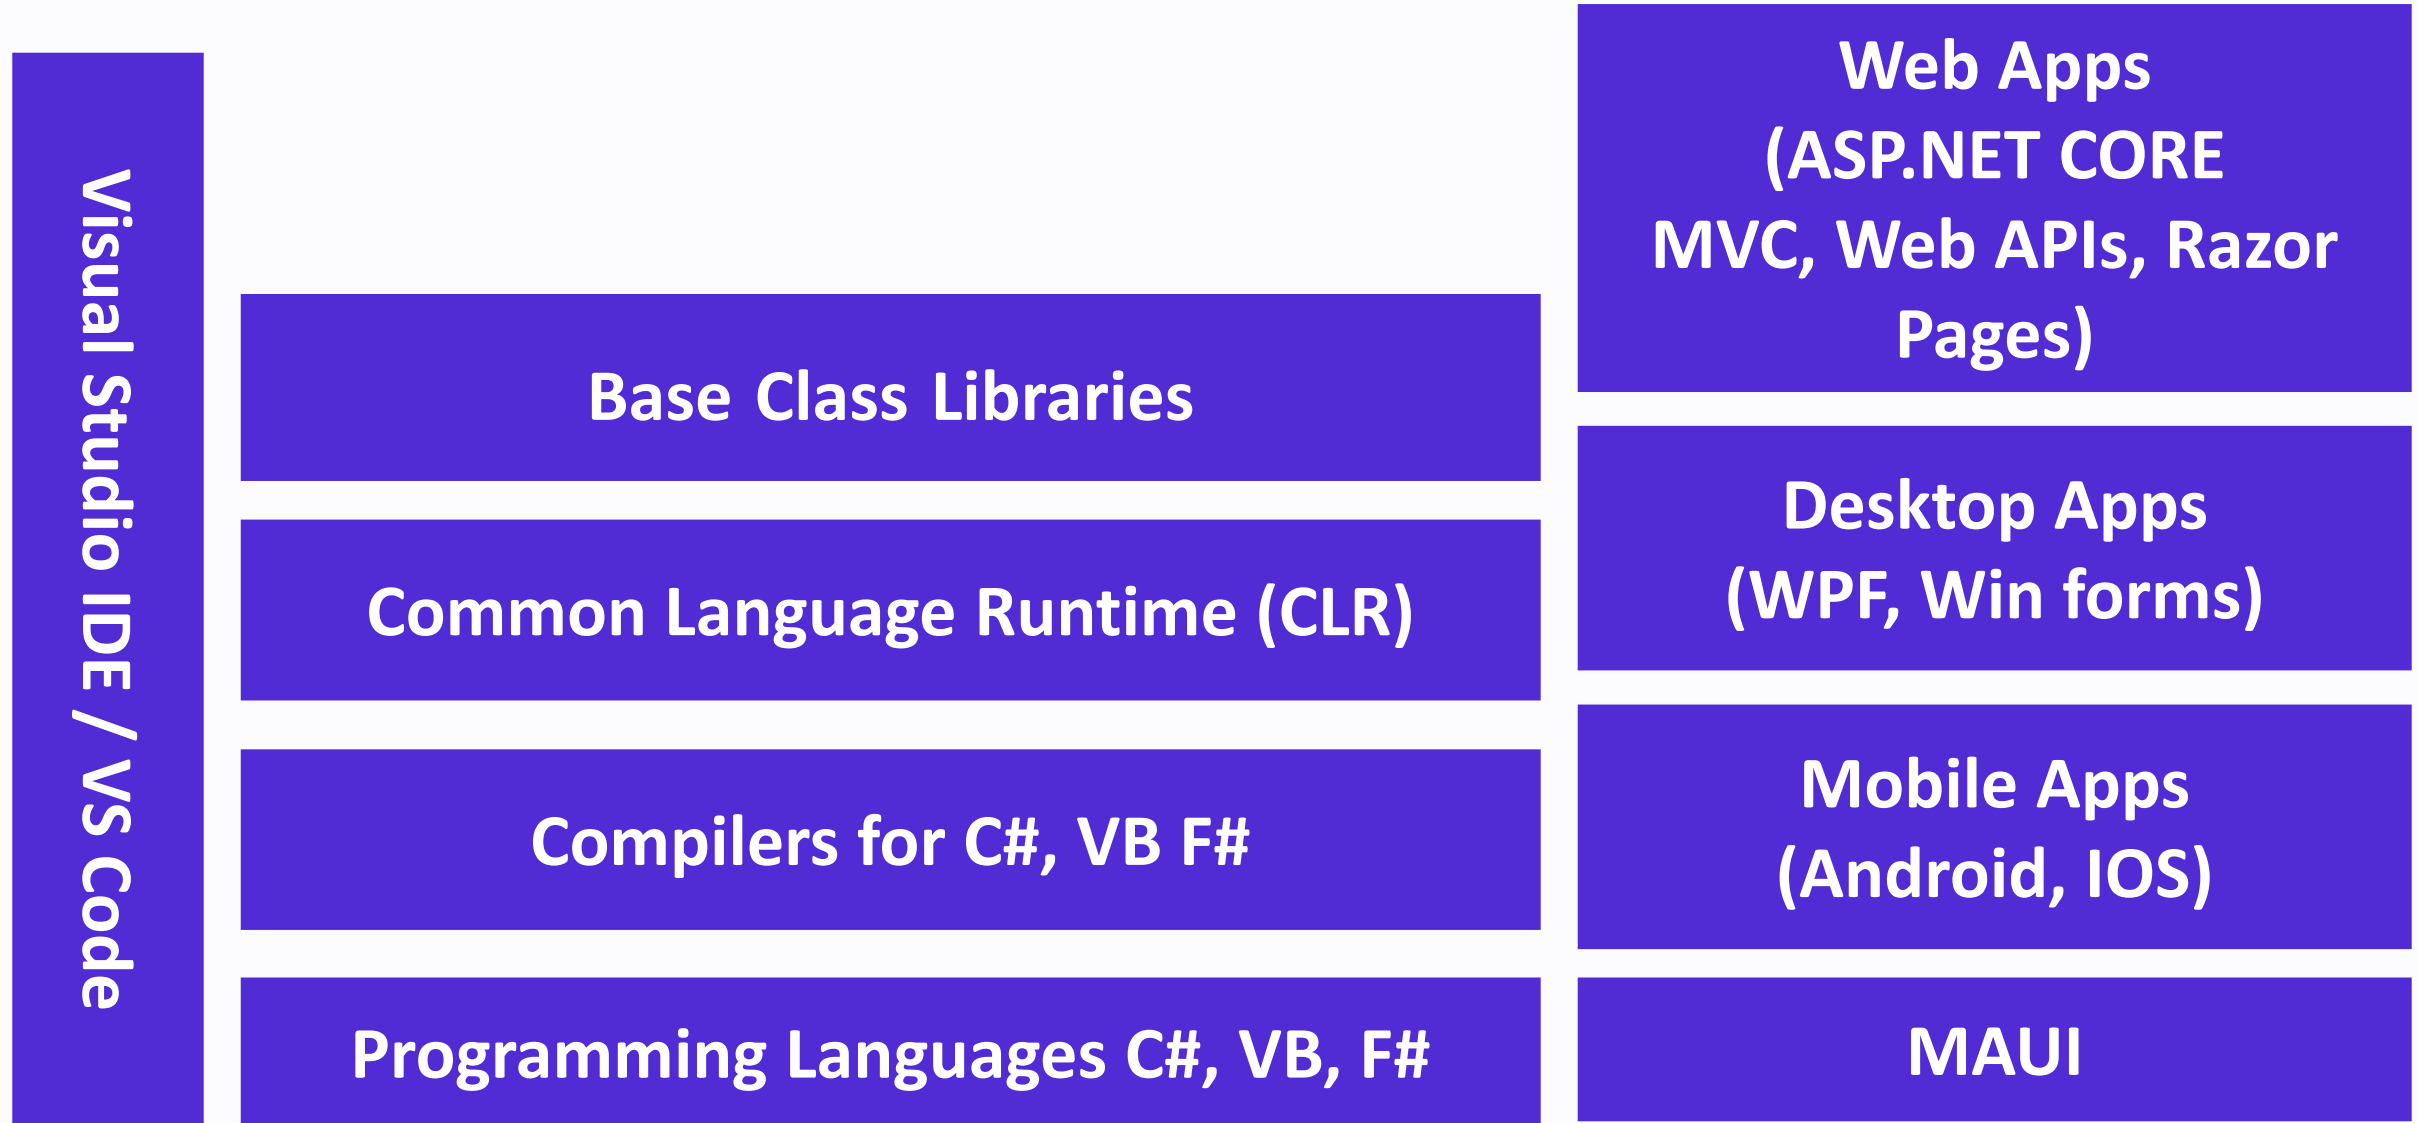 Visual Studio IDE / VS Code
Base Class Libraries
Common Language Runtime (CLR)
Compilers for C#, VB F#
Programming Languages C#, VB, F#
Web Apps
(ASP.NET CORE
MVC, Web APIs, Razor
Pages)
Desktop Apps
(WPF, Win forms)
Mobile Apps
(Android, IOS)
MAUI